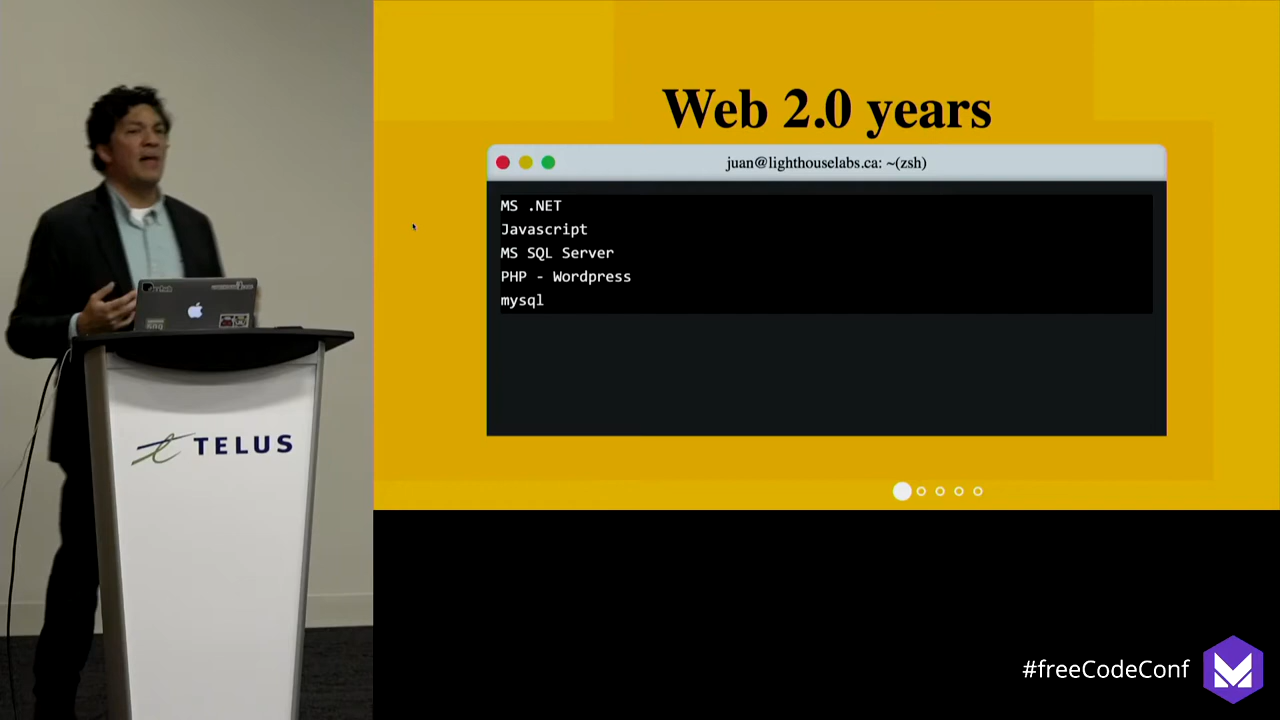 Web 2.0 years
juan@lighthouselabs.ca: ~(zsh)
MS .NET
Javascript
MS SQL Server
PHP - Wordpress
mysql
TELUS
#freeCodeConf